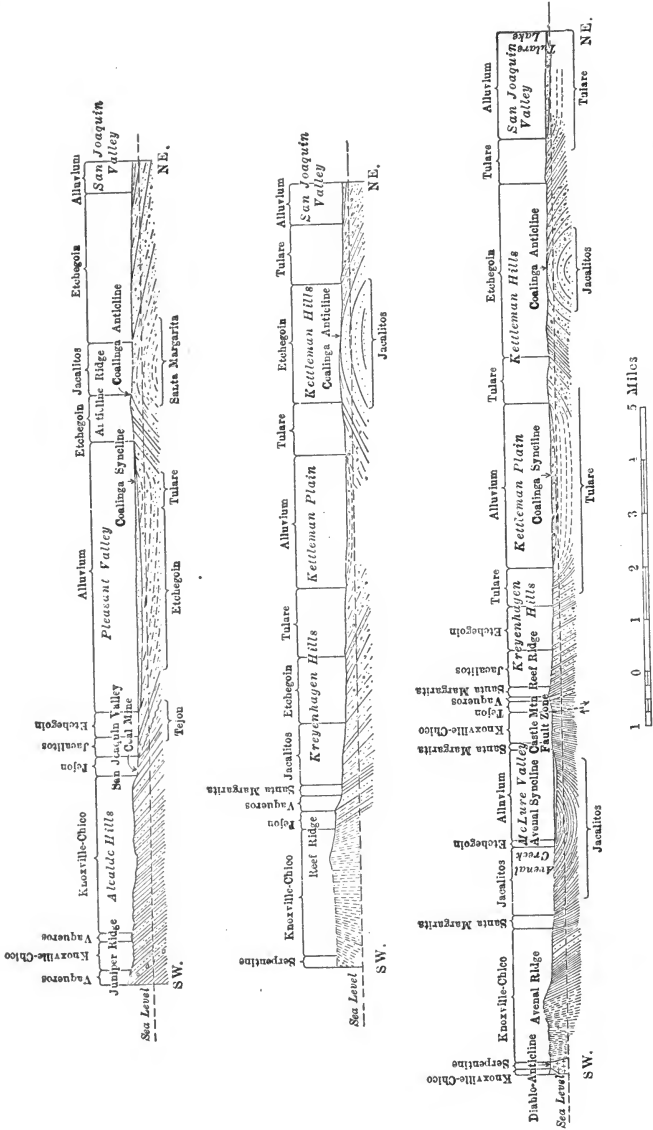 Vaqueros
Knoxville-Chico
Vaqueros
Knoxville-Chico
Tejon
Jacalitos
Etchegoin
Alluvium
Etchegoin
Jacalitos
Etchegoin
Alluvium
Juniper Ridge
Alcalde Hills
San Joaquin Valley
Coal Mine
Pleasant Valley
Coalinga Syncline
Anticline Ridge
Coalinga Anticline
San Joaquin
Valley
Sea Level
SW.
Tejon
Etchegoin
Tulare
Santa Margarita
NE.
Serpentine
Knoxville-Chico
Tejon
Vaqueros
Santa Margarita
Jacalitos
Etchegoin
Tulare
Alluvium
Tulare
Etchegoin
Tulare
Alluvium
Reef Ridge
Kreyenhagen Hills
Kettleman Plain
Kettleman Hills
Coalinga Anticline
San Joaquin
Valley
Sea Level
SW.
Jacalitos
NE.
Knoxville-Chico
Serpentine
Knoxville-Chico
Santa Margarita
Jacalitos
Etchegoin
Alluvium
Santa Margarita
Knoxville-Chico
Tejon
Vaqueros
Santa Margarita
Jacalitos
Etchegoin
Tulare
Alluvium
Tulare
Etchegoin
Tulare
Alluvium
Diablo Anticline
Avenal Ridge
Avenal
Creek
McLure Valley
Avenal Syncline
Castle Mtn
Fault Zone
Reef Ridge
Kreyenhagen
Hills
Kettleman Plain
Coalinga Syncline
Kettleman Hills
Coalinga Anticline
San Joaquin
Valley
Tulare
Lake
Sea Level
SW.
Jacalitos
Tulare
Jacalitos
Tulare
NE.
1 0 1 2 3 4 5 Miles